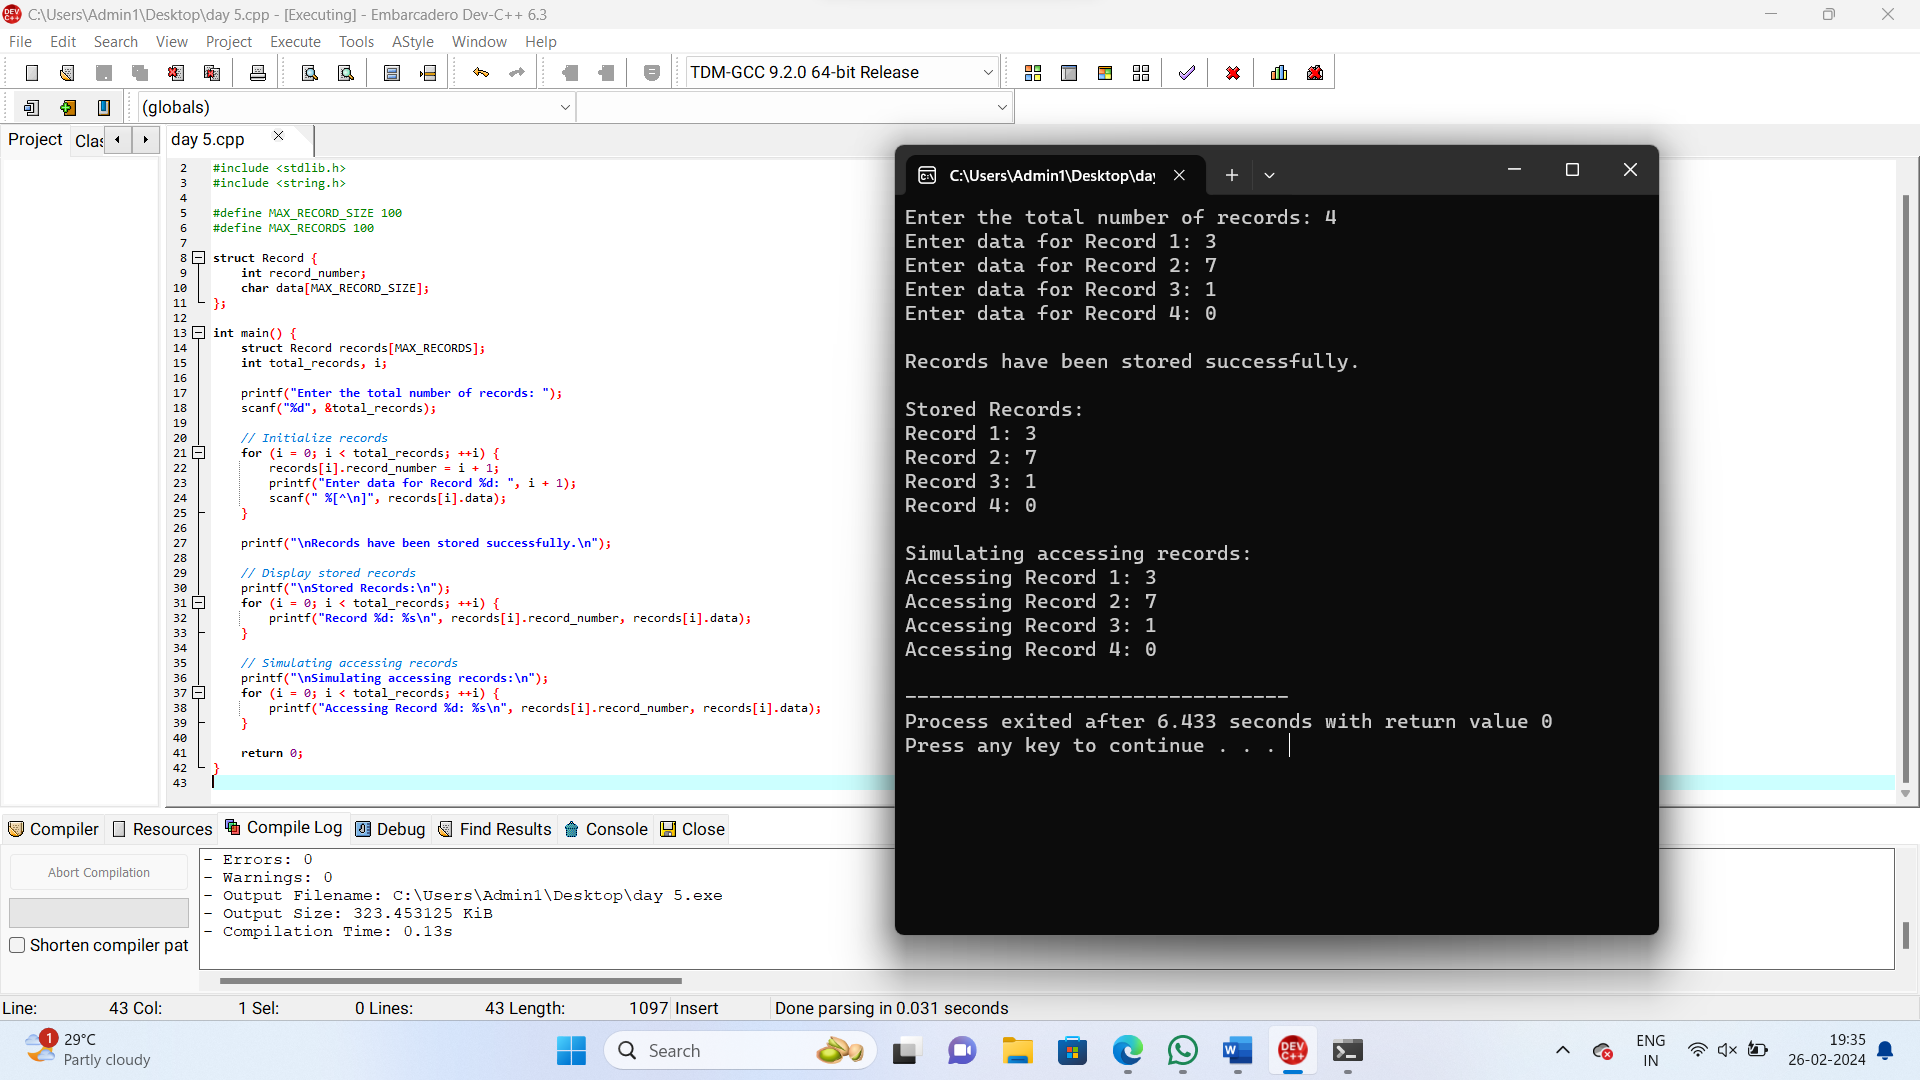 C:\Users\Admin1\Desktop\day 5.cpp - [Executing] - Embarcadero Dev-C++ 6.3
File Edit Search View Project Execute Tools AStyle Window Help
TDM-GCC 9.2.0 64-bit Release
(globals)
Project Clas day 5.cpp
2 #include <stdlib.h>
3 #include <string.h>
4
5 #define MAX_RECORD_SIZE 100
6 #define MAX_RECORDS 100
7
8 struct Record {
9 int record_number;
10 char data[MAX_RECORD_SIZE];
11 };
12
13 int main() {
14 struct Record records[MAX_RECORDS];
15 int total_records, i;
16
17 printf("Enter the total number of records: ");
18 scanf("%d", &total_records);
19
20 // Initialize records
21 for (i = 0; i < total_records; ++i) {
22 records[i].record_number = i + 1;
23 printf("Enter data for Record %d: ", i + 1);
24 scanf(" %[^\n]", records[i].data);
25 }
26
27 printf("\nRecords have been stored successfully.\n");
28
29 // Display stored records
30 printf("\nStored Records:\n");
31 for (i = 0; i < total_records; ++i) {
32 printf("Record %d: %s\n", records[i].record_number, records[i].data);
33 }
34
35 // Simulating accessing records
36 printf("\nSimulating accessing records:\n");
37 for (i = 0; i < total_records; ++i) {
38 printf("Accessing Record %d: %s\n", records[i].record_number, records[i].data);
39 }
40
41 return 0;
42 }
43
C:\Users\Admin1\Desktop\day
Enter the total number of records: 4
Enter data for Record 1: 3
Enter data for Record 2: 7
Enter data for Record 3: 1
Enter data for Record 4: 0
Records have been stored successfully.
Stored Records:
Record 1: 3
Record 2: 7
Record 3: 1
Record 4: 0
Simulating accessing records:
Accessing Record 1: 3
Accessing Record 2: 7
Accessing Record 3: 1
Accessing Record 4: 0
--------------------------------
Process exited after 6.433 seconds with return value 0
Press any key to continue . . .
Compiler Resources Compile Log Debug Find Results Console Close
Abort Compilation
Shorten compiler pat
- Errors: 0
- Warnings: 0
- Output Filename: C:\Users\Admin1\Desktop\day 5.exe
- Output Size: 323.453125 KiB
- Compilation Time: 0.13s
Line: 43 Col: 1 Sel: 0 Lines: 43 Length: 1097 Insert Done parsing in 0.031 seconds
1
29°C
Partly cloudy
Search
W
DEV C++
ENG
IN
19:35
26-02-2024